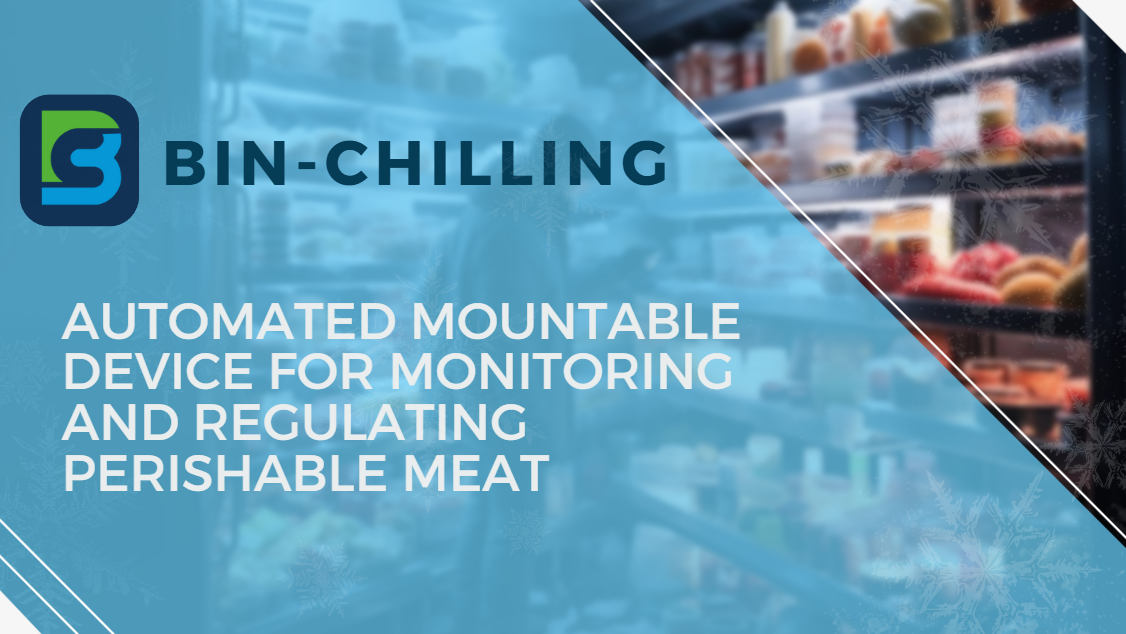 BIN-CHILLING
AUTOMATED MOUNTABLE
DEVICE FOR MONITORING
AND REGULATING
PERISHABLE MEAT